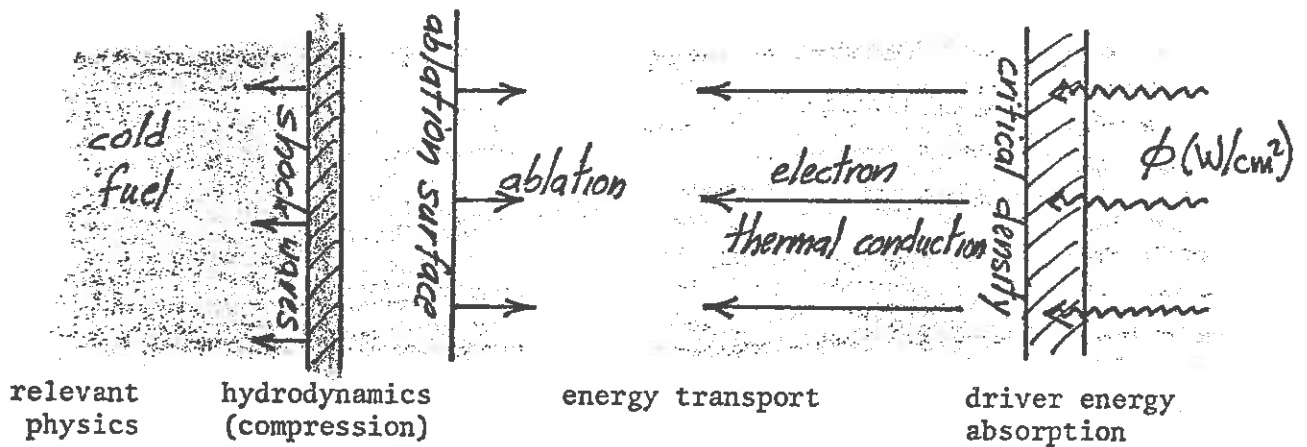 cold
fuel
shock waves
ablation surface
ablation
electron
thermal conduction
critical density
ϕ(W/cm²)
relevant
physics
hydrodynamics
(compression)
energy transport
driver energy
absorption